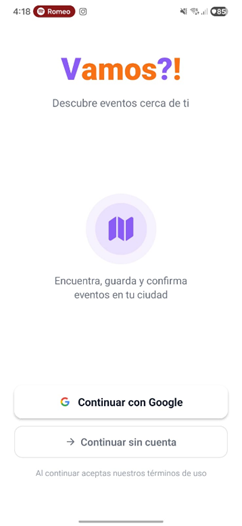 4:18 Romeo 85
Vamos?!
Descubre eventos cerca de ti
Encuentra, guarda y confirma
eventos en tu ciudad
Continuar con Google
→ Continuar sin cuenta
Al continuar aceptas nuestros términos de uso